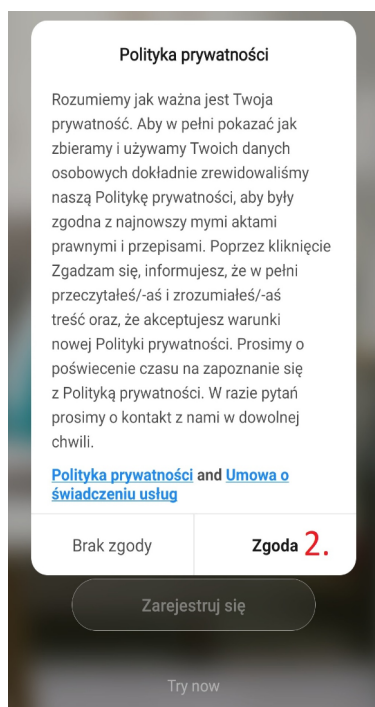 Polityka prywatności
Rozumiemy jak ważna jest Twoja
prywatność. Aby w pełni pokazać jak
zbieramy i używamy Twoich danych
osobowych dokładnie zrewidowaliśmy
naszą Politykę prywatności, aby były
zgodna z najnowszy mymi aktami
prawnymi i przepisami. Poprzez kliknięcie
Zgadzam się, informujesz, że w pełni
przeczytałeś/-aś i zrozumiałeś/-aś
treść oraz, że akceptujesz warunki
nowej Polityki prywatności. Prosimy o
poświecenie czasu na zapoznanie się
z Polityką prywatności. W razie pytań
prosimy o kontakt z nami w dowolnej
chwili.
Polityka prywatności and Umowa o
świadczeniu usług
Brak zgody Zgoda 2.
Zarejestruj się
Try now